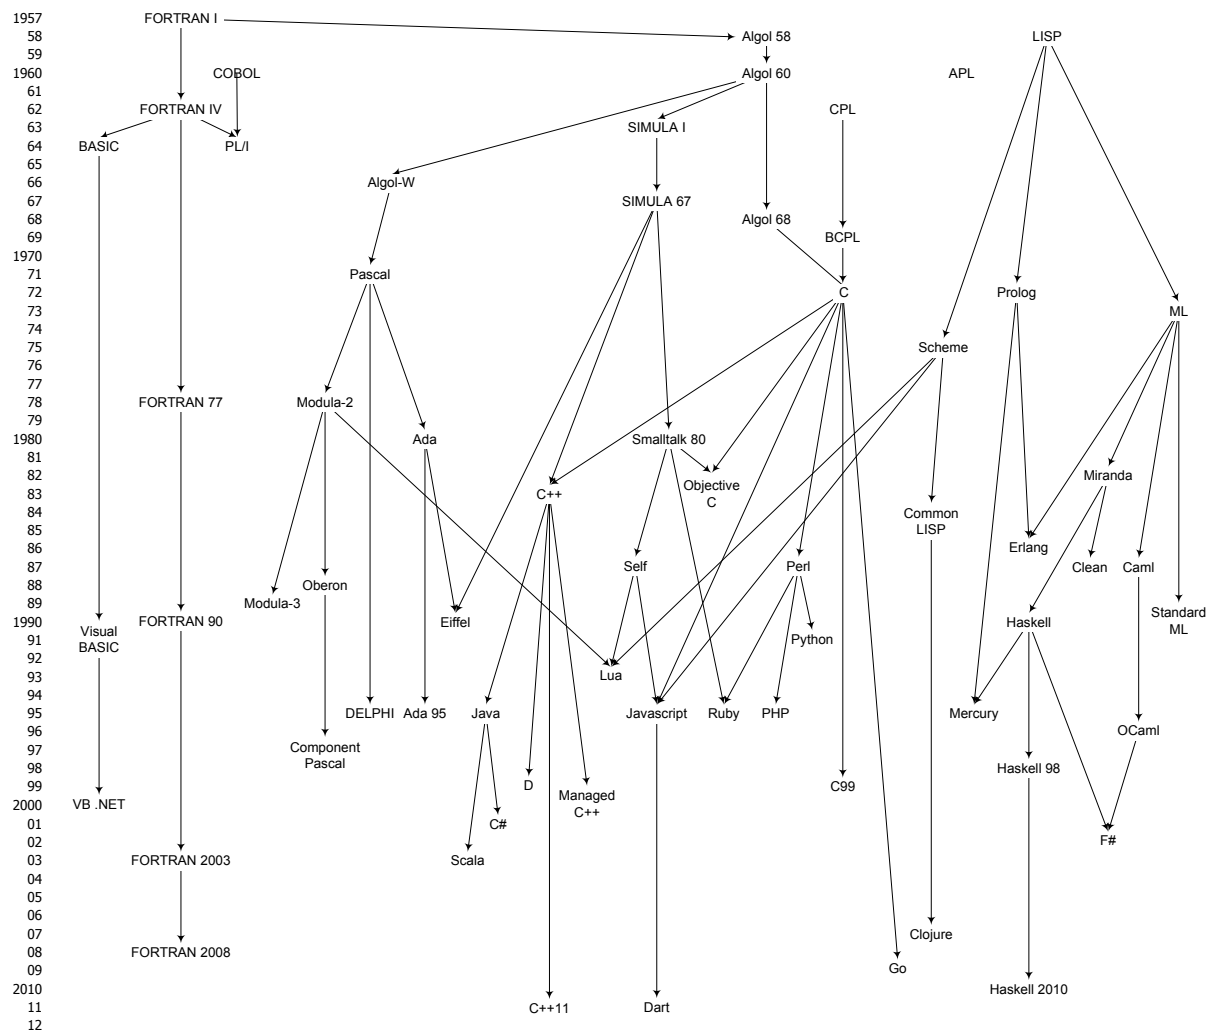 1957 FORTRAN I
58 Algol 58 LISP
59
1960 COBOL Algol 60 APL
61
62 FORTRAN IV CPL
63 SIMULA I
64 BASIC PL/I
65
66 Algol-W
67 SIMULA 67
68 Algol 68
69 BCPL
1970
71 Pascal
72 C Prolog
73 ML
74
75 Scheme
76
77
78 FORTRAN 77 Modula-2
79
1980 Ada Smalltalk 80
81
82 Miranda
83 C++ Objective
C
84 Common
LISP
85
86 Erlang
87 Self Perl Clean Caml
88 Oberon
89 Modula-3 Standard
ML
1990 FORTRAN 90 Eiffel Haskell
91 Visual
BASIC Python
92
93 Lua
94
95 DELPHI Ada 95 Java Javascript Ruby PHP Mercury
96 OCaml
97 Component
Pascal
98 Haskell 98
99 D C99
2000 VB .NET Managed
C++
01 C#
02 F#
03 FORTRAN 2003 Scala
04
05
06
07 Clojure
08 FORTRAN 2008
09 Go
2010 Haskell 2010
11 C++11 Dart
12